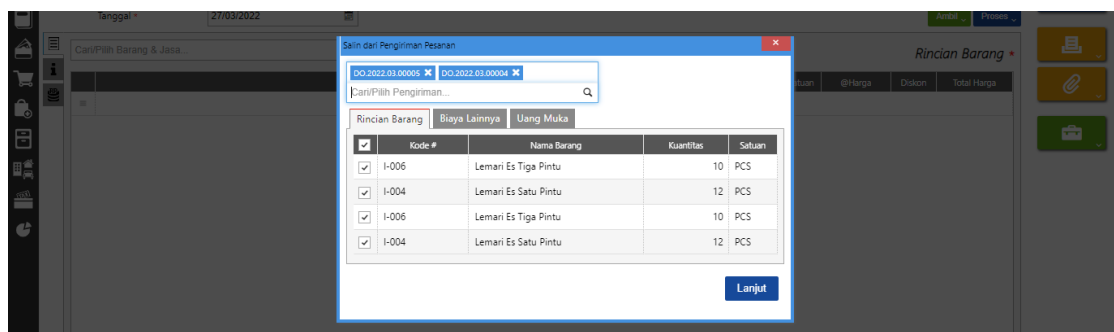 Tanggal * 27/03/2022 Ambil Proses
Cari/Pilih Barang & Jasa...
Rincian Barang *
Satuan @Harga Diskon Total Harga
Salin dari Pengiriman Pesanan
DO.2022.03.00005 DO.2022.03.00004
Cari/Pilih Pengiriman...
Rincian Barang Biaya Lainnya Uang Muka
Kode # Nama Barang Kuantitas Satuan
I-006 Lemari Es Tiga Pintu 10 PCS
I-004 Lemari Es Satu Pintu 12 PCS
I-006 Lemari Es Tiga Pintu 10 PCS
I-004 Lemari Es Satu Pintu 12 PCS
Lanjut